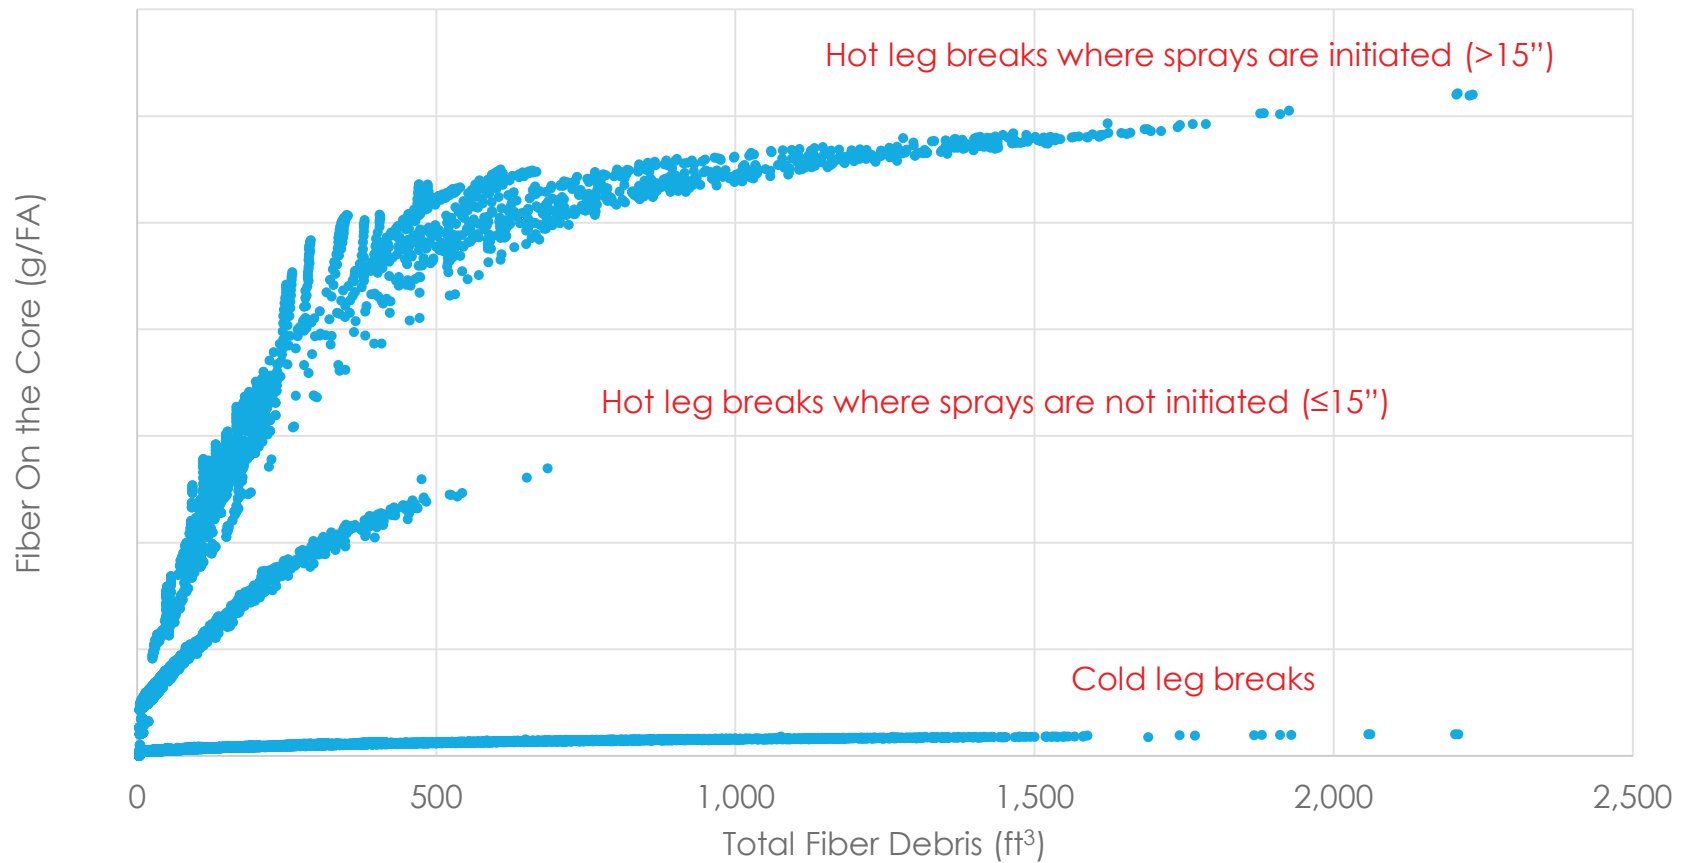 Hot leg breaks where sprays are initiated (>15”)
Fiber On the Core (g/FA)
Hot leg breaks where sprays are not initiated (≤15”)
Cold leg breaks
0 500 1,000 1,500 2,000 2,500
Total Fiber Debris (ft³)